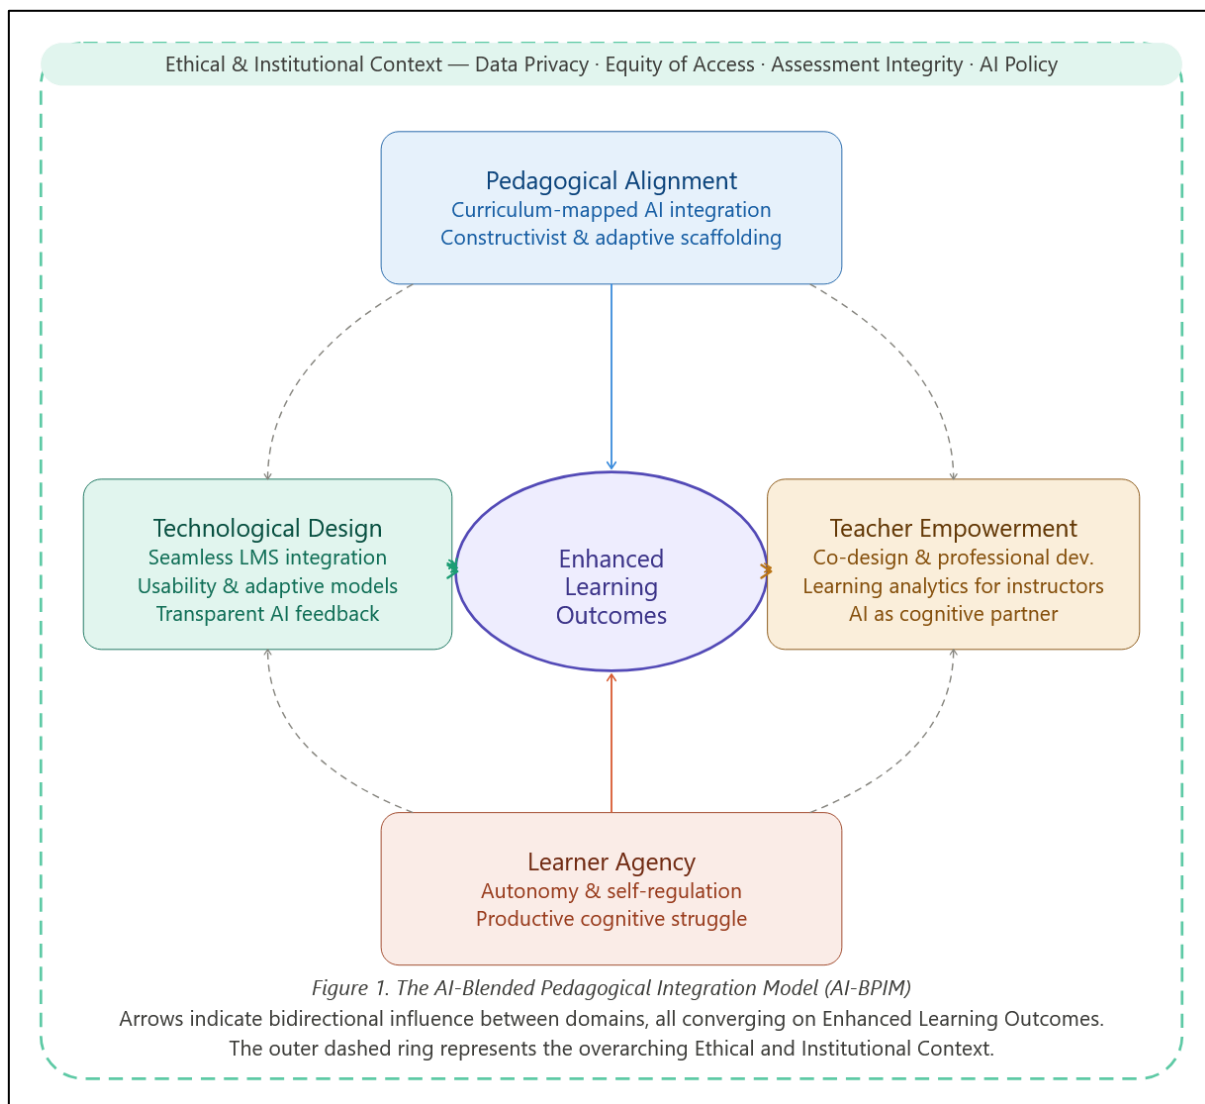 Ethical & Institutional Context — Data Privacy · Equity of Access · Assessment Integrity · AI Policy
Pedagogical Alignment
Curriculum-mapped AI integration
Constructivist & adaptive scaffolding
Technological Design
Seamless LMS integration
Usability & adaptive models
Transparent AI feedback
Enhanced
Learning
Outcomes
Teacher Empowerment
Co-design & professional dev.
Learning analytics for instructors
AI as cognitive partner
Learner Agency
Autonomy & self-regulation
Productive cognitive struggle
Figure 1. The AI-Blended Pedagogical Integration Model (AI-BPIM)
Arrows indicate bidirectional influence between domains, all converging on Enhanced Learning Outcomes.
The outer dashed ring represents the overarching Ethical and Institutional Context.